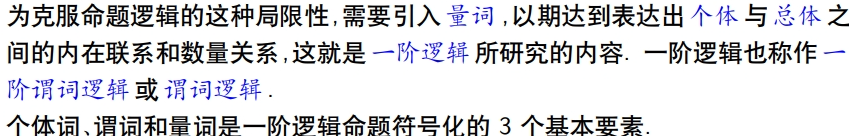 为克服命题逻辑的这种局限性,需要引入量词,以期达到表达出个体与总体之
间的内在联系和数量关系,这就是一阶逻辑所研究的内容. 一阶逻辑也称作一
阶谓词逻辑或谓词逻辑.
个体词、谓词和量词是一阶逻辑命题符号化的 3 个基本要素.